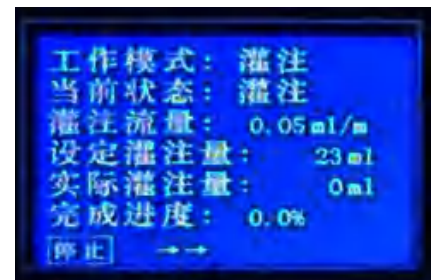 工作模式： 灌注
当前状态： 灌注
灌注流量： 0.05ml/m
设定灌注量： 23ml
实际灌注量： 0ml
完成进度： 0.0%
停止 →→